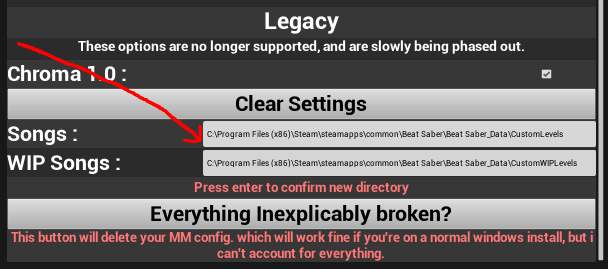 Legacy
These options are no longer supported, and are slowly being phased out.
Chroma 1.0 :
Clear Settings
Songs : C:\Program Files (x86)\Steam\steamapps\common\Beat Saber\Beat Saber_Data\CustomLevels
WIP Songs : C:\Program Files (x86)\Steam\steamapps\common\Beat Saber\Beat Saber_Data\CustomWIPLevels
Press enter to confirm new directory
Everything Inexplicably broken?
This button will delete your MM config. which will work fine if you're on a normal windows install, but i
can't account for everything.